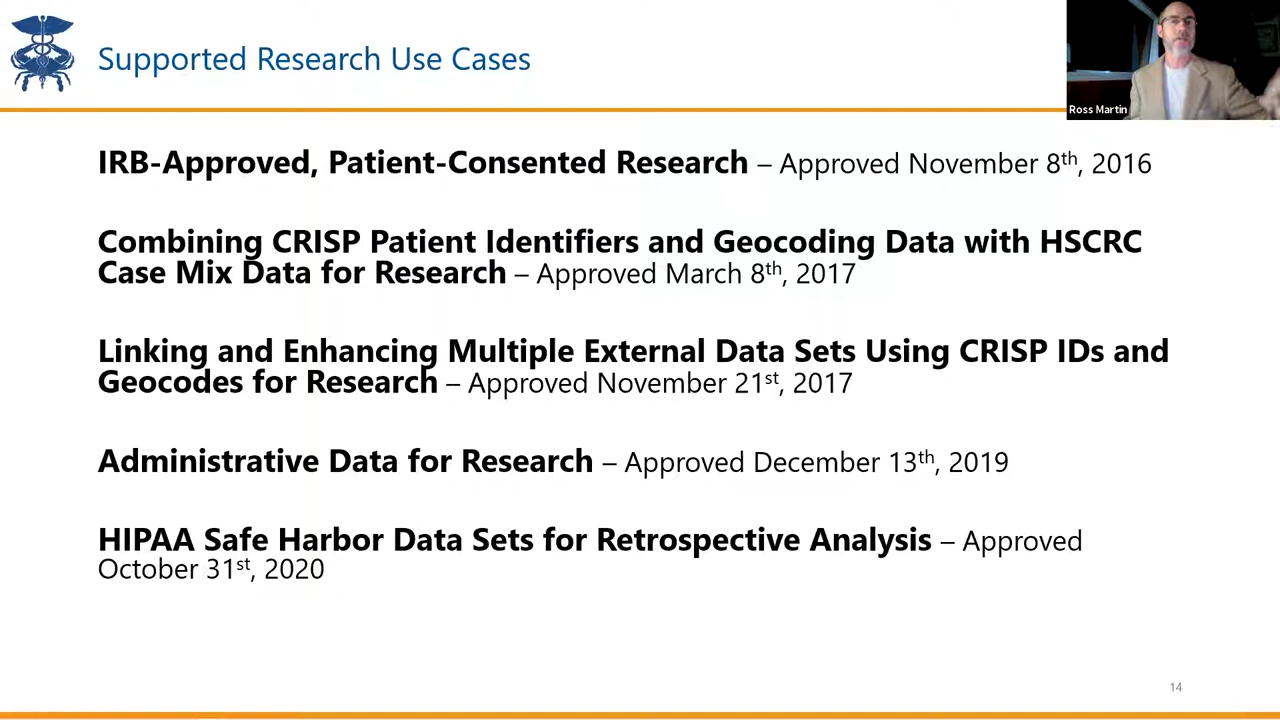 Supported Research Use Cases
Ross Martin
IRB-Approved, Patient-Consented Research – Approved November 8th, 2016
Combining CRISP Patient Identifiers and Geocoding Data with HSCRC
Case Mix Data for Research – Approved March 8th, 2017
Linking and Enhancing Multiple External Data Sets Using CRISP IDs and
Geocodes for Research – Approved November 21st, 2017
Administrative Data for Research – Approved December 13th, 2019
HIPAA Safe Harbor Data Sets for Retrospective Analysis – Approved
October 31st, 2020
14